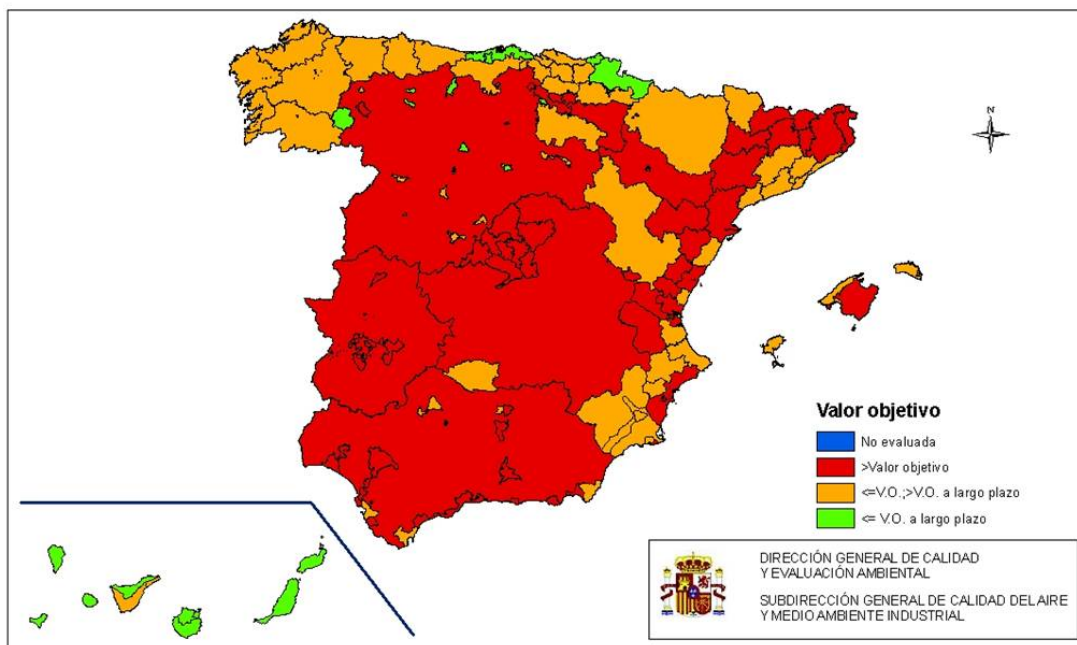 N
Valor objetivo
No evaluada
>Valor objetivo
<=V.O.;>V.O. a largo plazo
<= V.O. a largo plazo
DIRECCIÓN GENERAL DE CALIDAD
Y EVALUACIÓN AMBIENTAL
SUBDIRECCIÓN GENERAL DE CALIDAD DEL AIRE
Y MEDIO AMBIENTE INDUSTRIAL